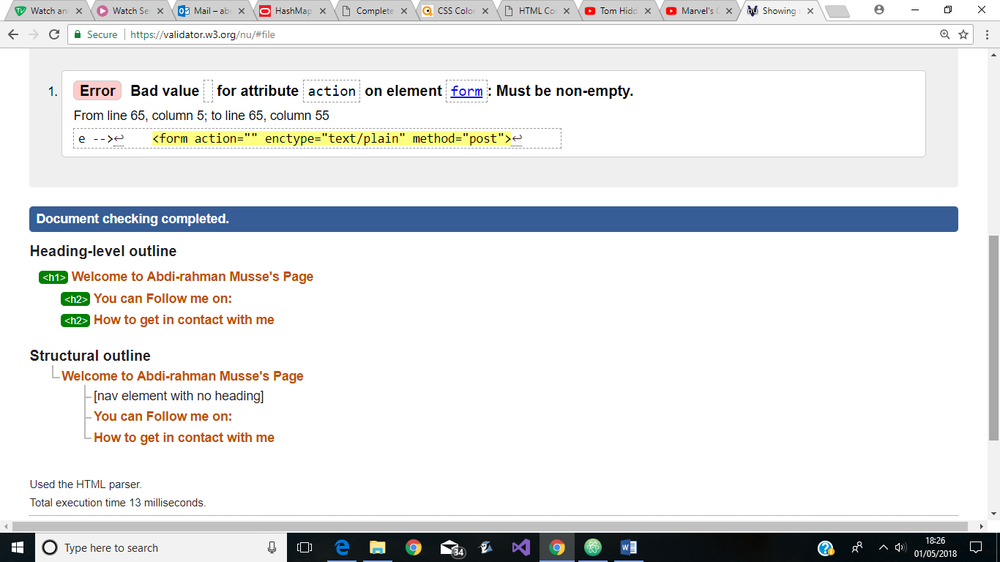 Watch an
Watch Se
Mail – abd
HashMap
Complete
CSS Color
HTML Co
Tom Hidd
Marvel's
Showing
Secure
https://validator.w3.org/nu/#file
1. Error Bad value for attribute action on element form: Must be non-empty.
From line 65, column 5; to line 65, column 55
e -->↩ <form action="" enctype="text/plain" method="post">↩
Document checking completed.
Heading-level outline
<h1> Welcome to Abdi-rahman Musse's Page
<h2> You can Follow me on:
<h2> How to get in contact with me
Structural outline
Welcome to Abdi-rahman Musse's Page
[nav element with no heading]
You can Follow me on:
How to get in contact with me
Used the HTML parser.
Total execution time 13 milliseconds.
Type here to search
34
18:26
01/05/2018